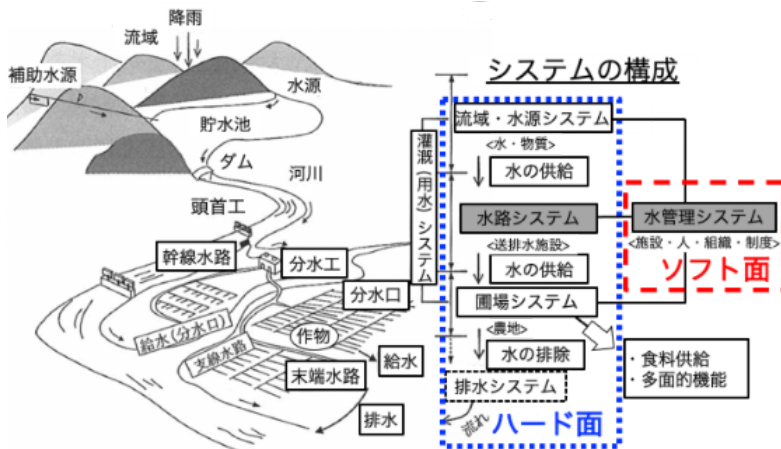 降雨
流域
補助水源
P
水源
貯水池
ダム
河川
頭首工
幹線水路
分水工
分水口
給水(分水口)
支線水路
作物
末端水路
給水
排水
システムの構成
灌漑(用水)システム
流域・水源システム
<水・物質>
水の供給
水路システム
<送排水施設>
水の供給
圃場システム
<農地>
水の排除
排水システム
流れ
ハード面
水管理システム
<施設・人・組織・制度>
ソフト面
・食料供給
・多面的機能